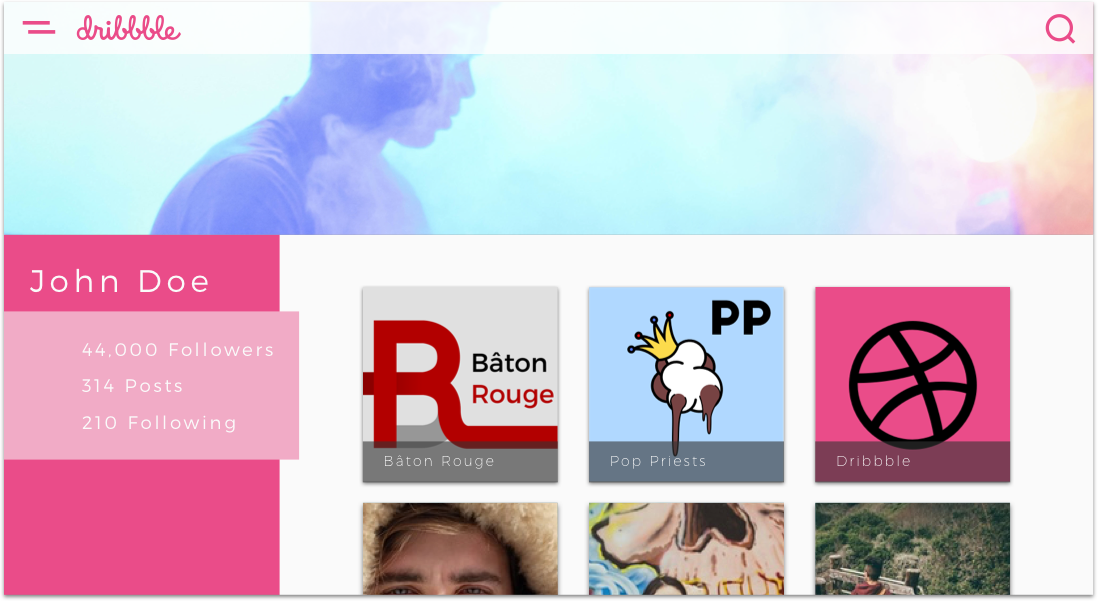 dribbble
John Doe
44,000 Followers
314 Posts
210 Following
Bâton
Rouge
Bâton Rouge
PP
Pop Priests
Dribbble